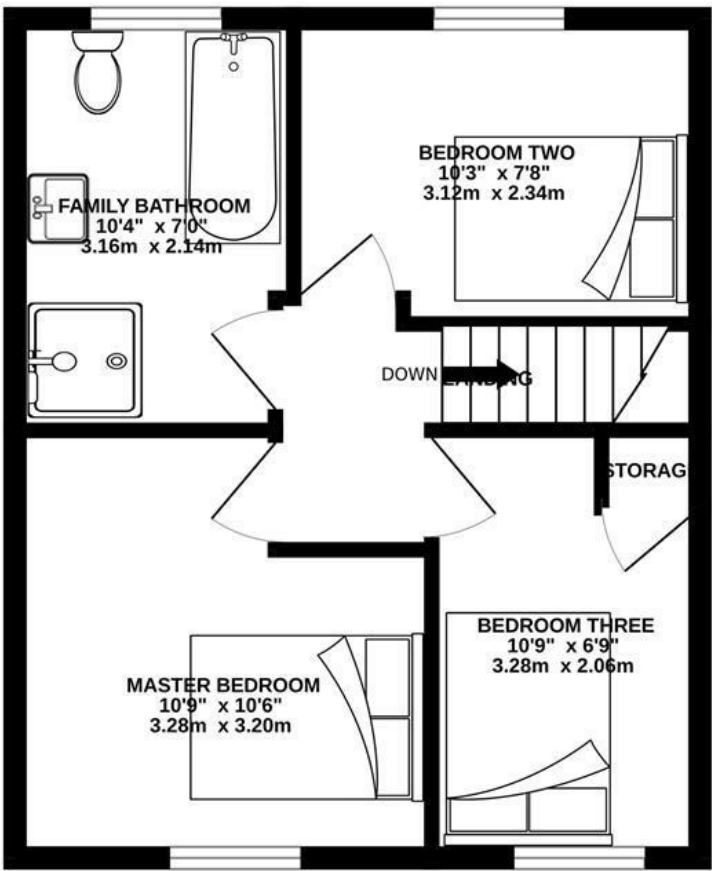 BEDROOM TWO
10'3" x 7'8"
3.12m x 2.34m
FAMILY BATHROOM
10'4" x 7'0"
3.16m x 2.14m
DOWN
LANDING
STORAG
BEDROOM THREE
10'9" x 6'9"
3.28m x 2.06m
MASTER BEDROOM
10'9" x 10'6"
3.28m x 3.20m